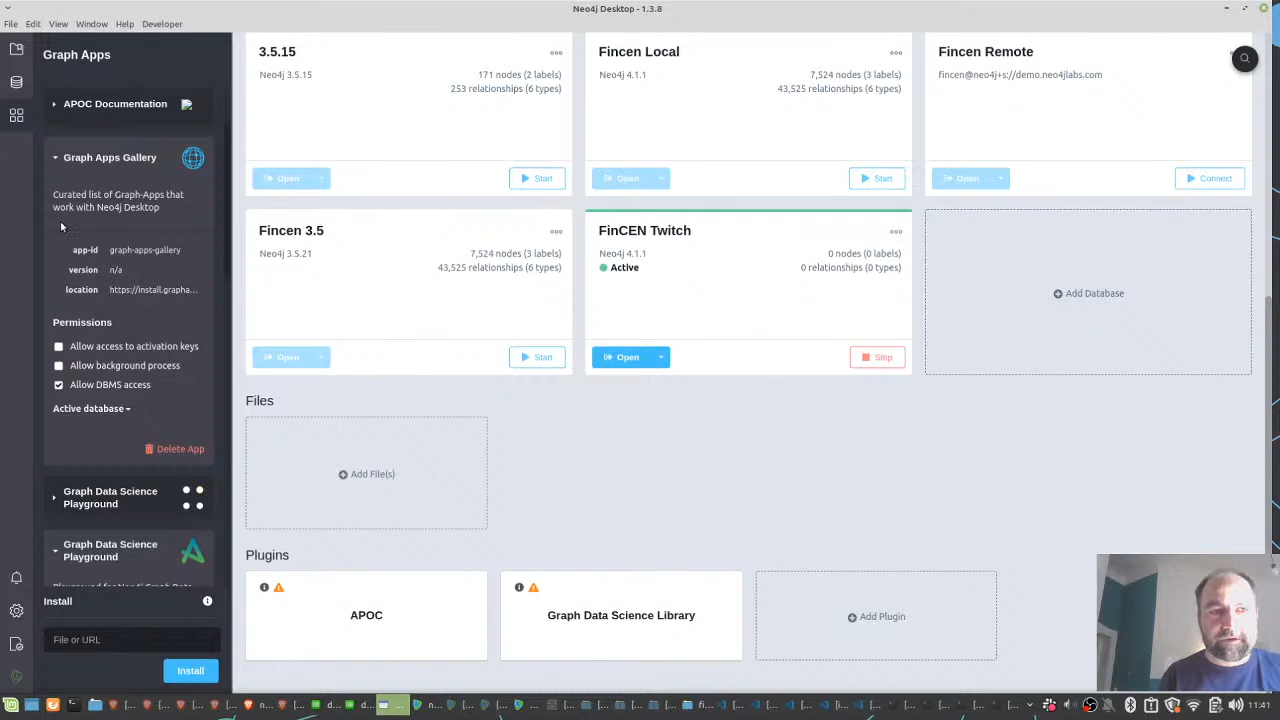 Neo4j Desktop - 1.3.8
File Edit View Window Help Developer
Graph Apps
APOC Documentation
Graph Apps Gallery
Curated list of Graph-Apps that
work with Neo4j Desktop
app-id graph-apps-gallery
version n/a
location https://install.grapha...
Permissions
Allow access to activation keys
Allow background process
Allow DBMS access
Active database
Delete App
Graph Data Science
Playground
Graph Data Science
Playground
Playground for Neo4j Graph Data
Install
File or URL
Install
3.5.15
Neo4j 3.5.15
171 nodes (2 labels)
253 relationships (6 types)
Open
Start
Fincen Local
Neo4j 4.1.1
7,524 nodes (3 labels)
43,525 relationships (6 types)
Open
Start
Fincen Remote
fincen@neo4j+s://demo.neo4jlabs.com
Open
Connect
Fincen 3.5
Neo4j 3.5.21
7,524 nodes (3 labels)
43,525 relationships (6 types)
Open
Start
FinCEN Twitch
Neo4j 4.1.1
Active
0 nodes (0 labels)
0 relationships (0 types)
Open
Stop
Add Database
Files
Add File(s)
Plugins
APOC
Graph Data Science Library
Add Plugin
11:41